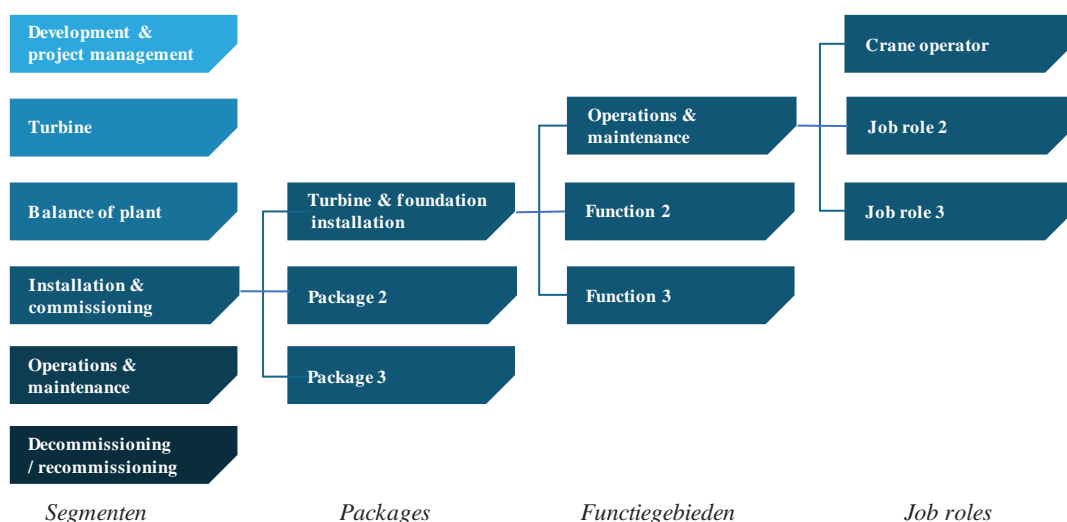 Development &
project management
Turbine
Balance of plant
Installation &
commissioning
Operations &
maintenance
Decommissioning
/ recommissioning
Segmenten
Turbine & foundation
installation
Package 2
Package 3
Packages
Operations &
maintenance
Function 2
Function 3
Functiegebieden
Crane operator
Job role 2
Job role 3
Job roles